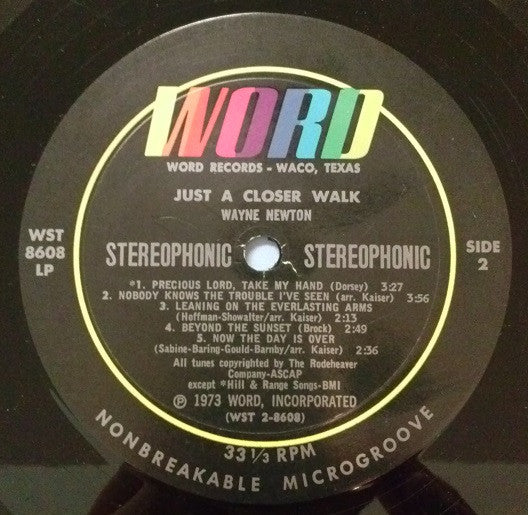 WORD
WORD RECORDS - WACO, TEXAS
JUST A CLOSER WALK
WAYNE NEWTON
WST
8608
LP
STEREOPHONIC STEREOPHONIC
SIDE
2
*1. PRECIOUS LORD, TAKE MY HAND (Dorsey) 3:27
2. NOBODY KNOWS THE TROUBLE I'VE SEEN (arr. Kaiser) 3:56
3. LEANING ON THE EVERLASTING ARMS
(Hoffman-Showalter/arr. Kaiser) 2:13
4. BEYOND THE SUNSET (Brock) 2:49
5. NOW THE DAY IS OVER
(Sabine-Baring-Gould-Barnby/arr. Kaiser) 2:36
All tunes copyrighted by The Rodeheaver
Company-ASCAP
except *Hill & Range Songs-BMI
Ⓟ 1973 WORD, INCORPORATED
(WST 2-8608)
33 1/3 RPM
NONBREAKABLE MICROGROOVE